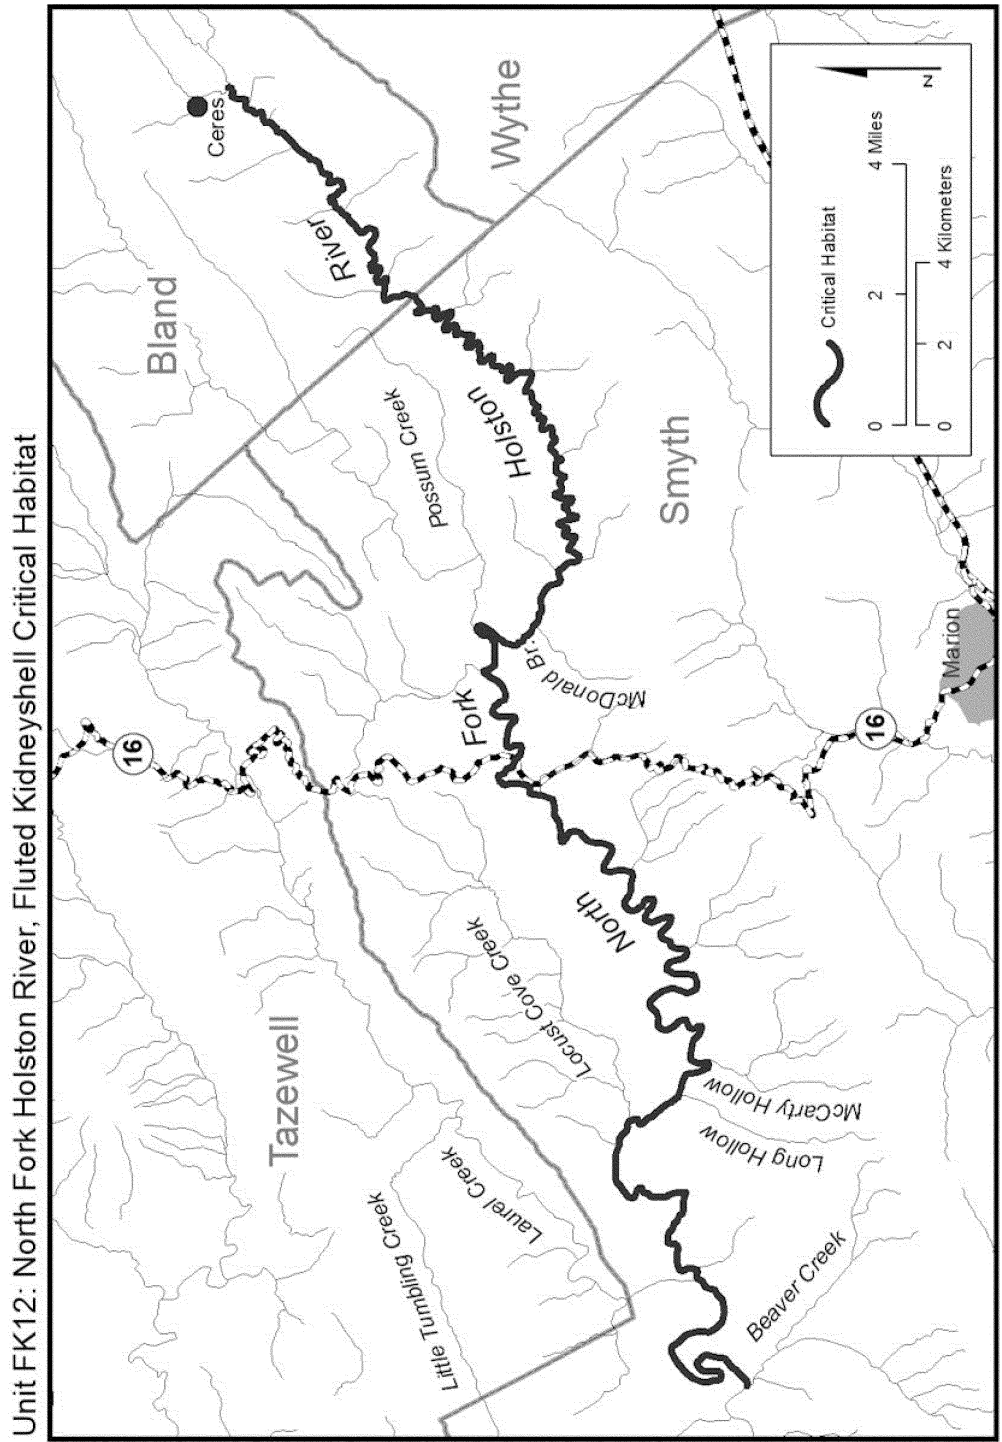 Unit FK12: North Fork Holston River, Fluted Kidneyshell Critical Habitat
Tazewell
Bland
Ceres
Wythe
Smyth
16
16
Little Tumbling Creek
Laurel Creek
Locust Cove Creek
Possum Creek
North
Fork
Holston
River
McDonald Br.
McCarty Hollow
Long Hollow
Beaver Creek
Marion
Critical Habitat
0 2 4 Miles
0 2 4 Kilometers
N